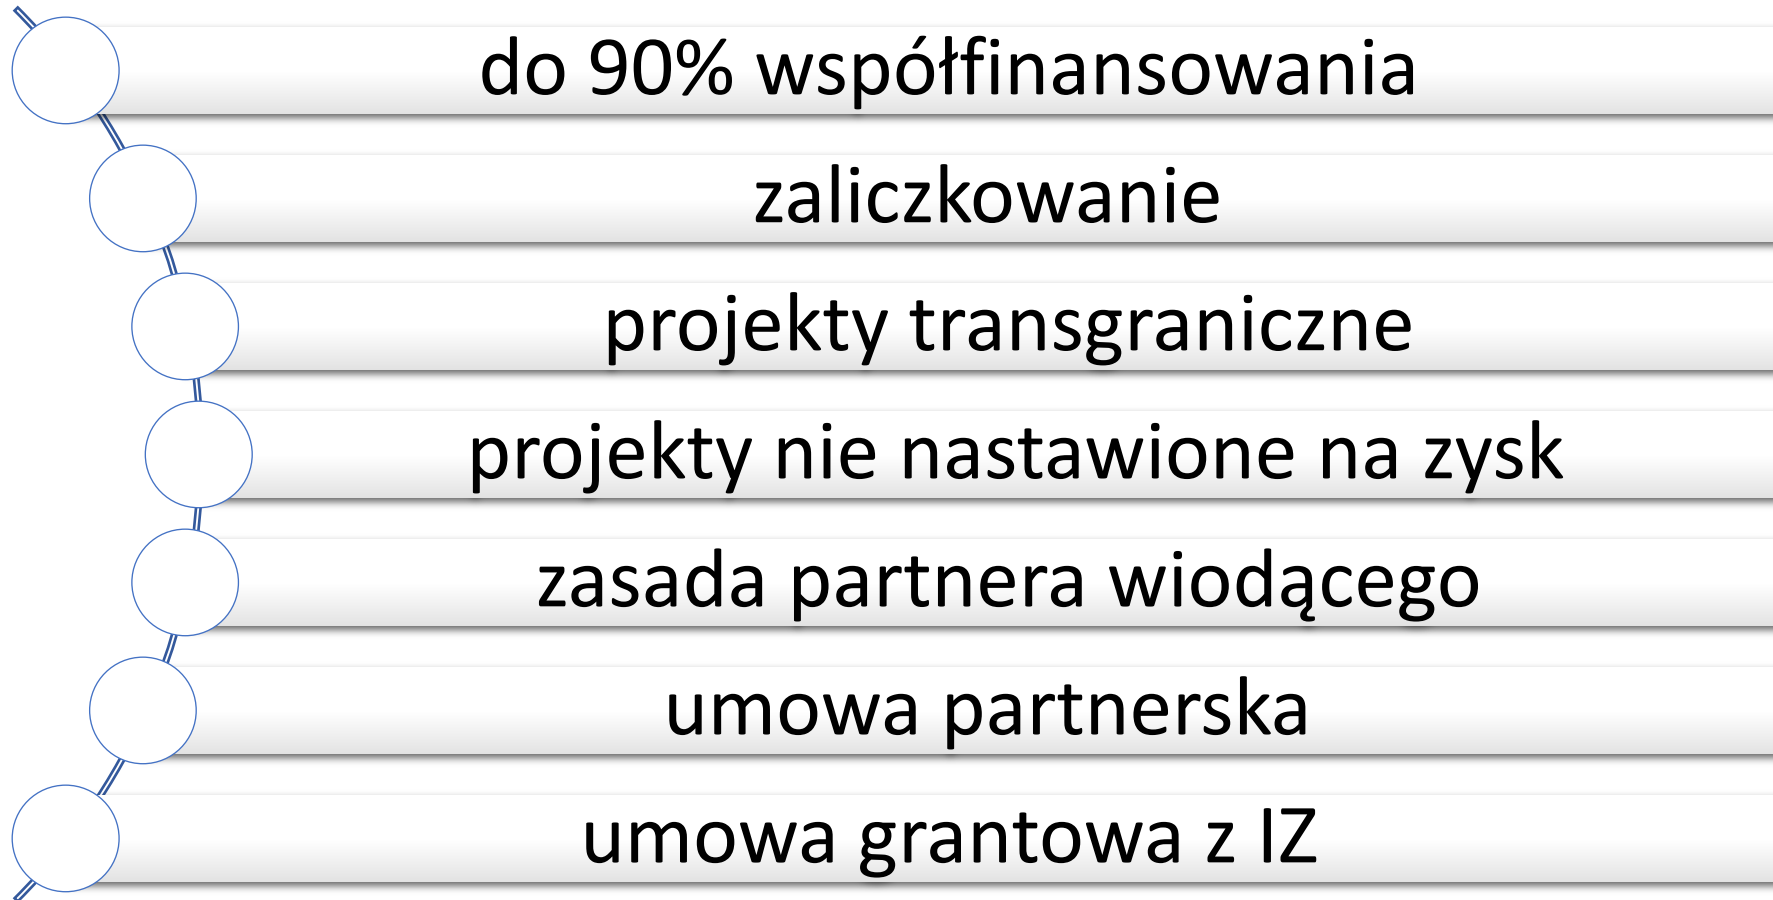 do 90% współfinansowania
zaliczkowanie
projekty transgraniczne
projekty nie nastawione na zysk
zasada partnera wiodącego
umowa partnerska
umowa grantowa z IZ